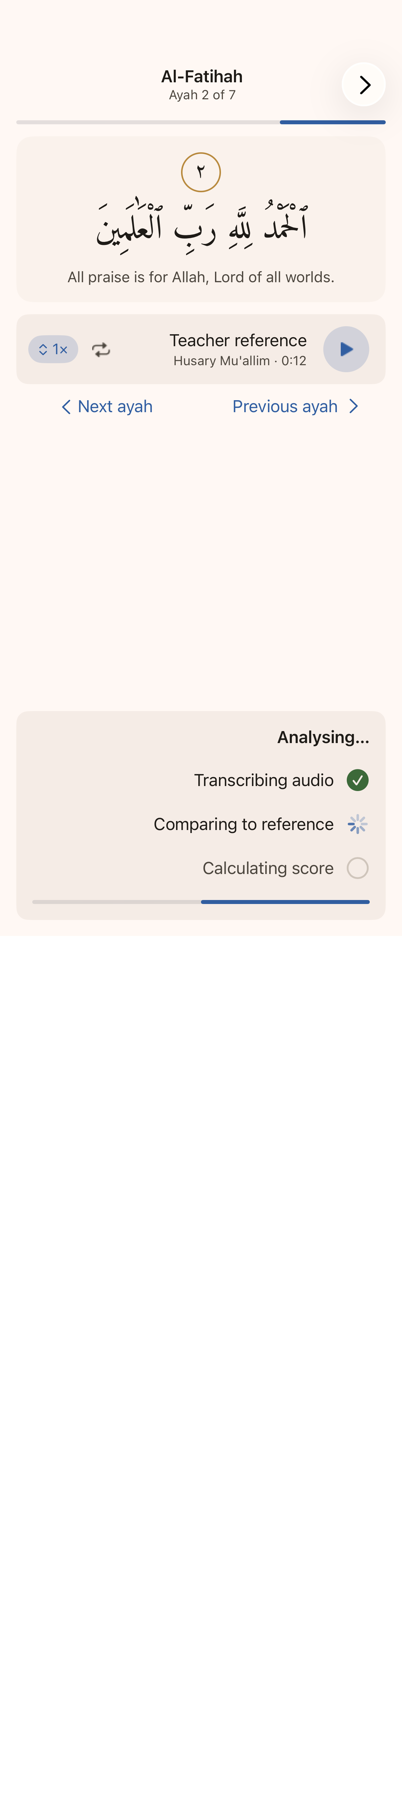 Al-Fatihah
Ayah 2 of 7
٢
ٱلْحَمْدُ لِلَّهِ رَبِّ ٱلْعَٰلَمِينَ
All praise is for Allah, Lord of all worlds.
Teacher reference
Husary Mu'allim · 0:12
1×
Previous ayah
Next ayah
Analysing...
Transcribing audio
Comparing to reference
Calculating score